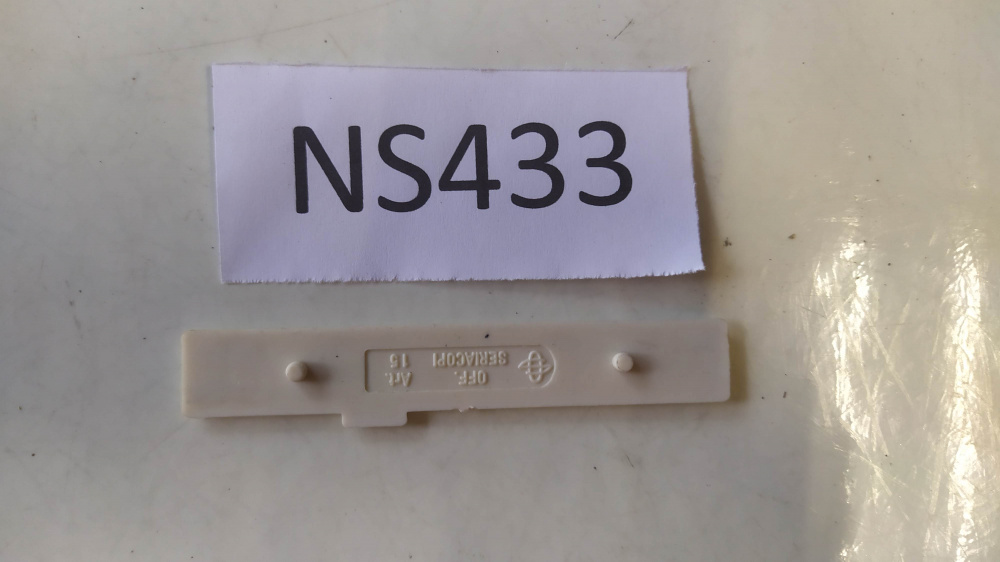 NS433
OFF.
SERIACOPI
Art.
15